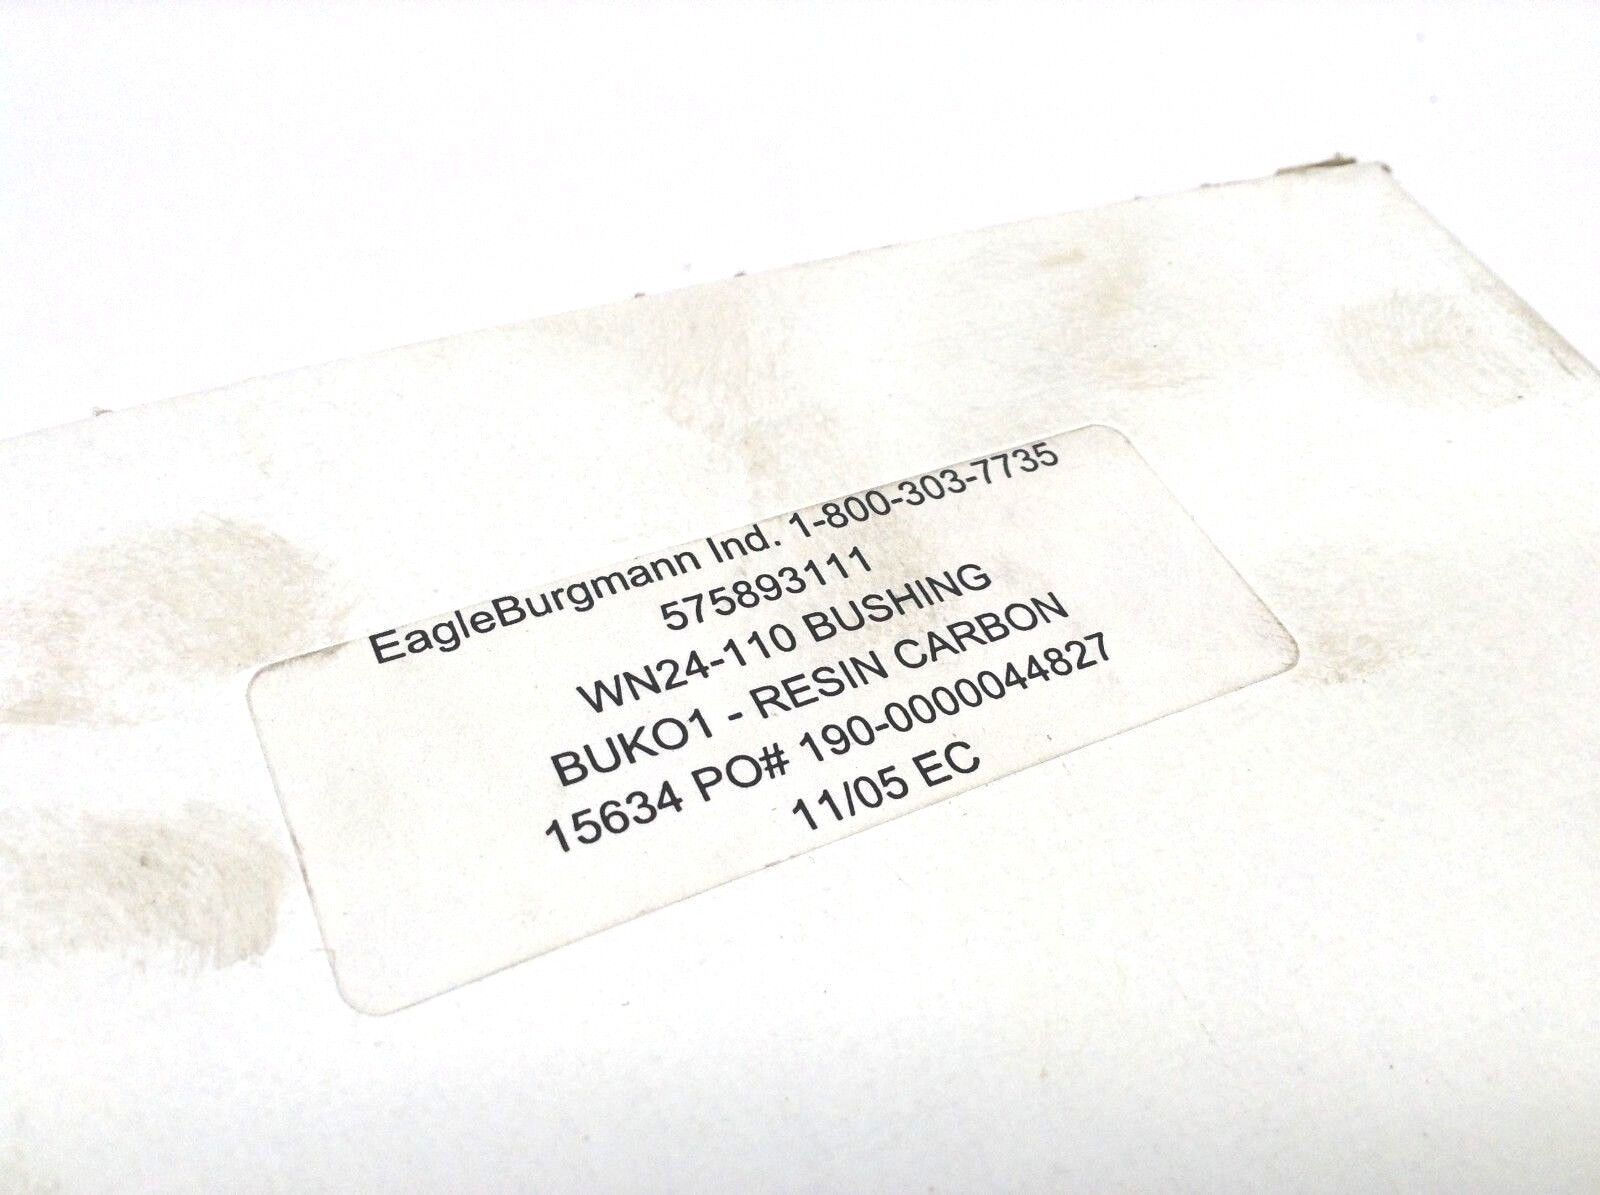 EagleBurgmann Ind. 1-800-303-7735
575893111
WN24-110 BUSHING
BUKO1 - RESIN CARBON
15634 PO# 190-0000044827
11/05 EC